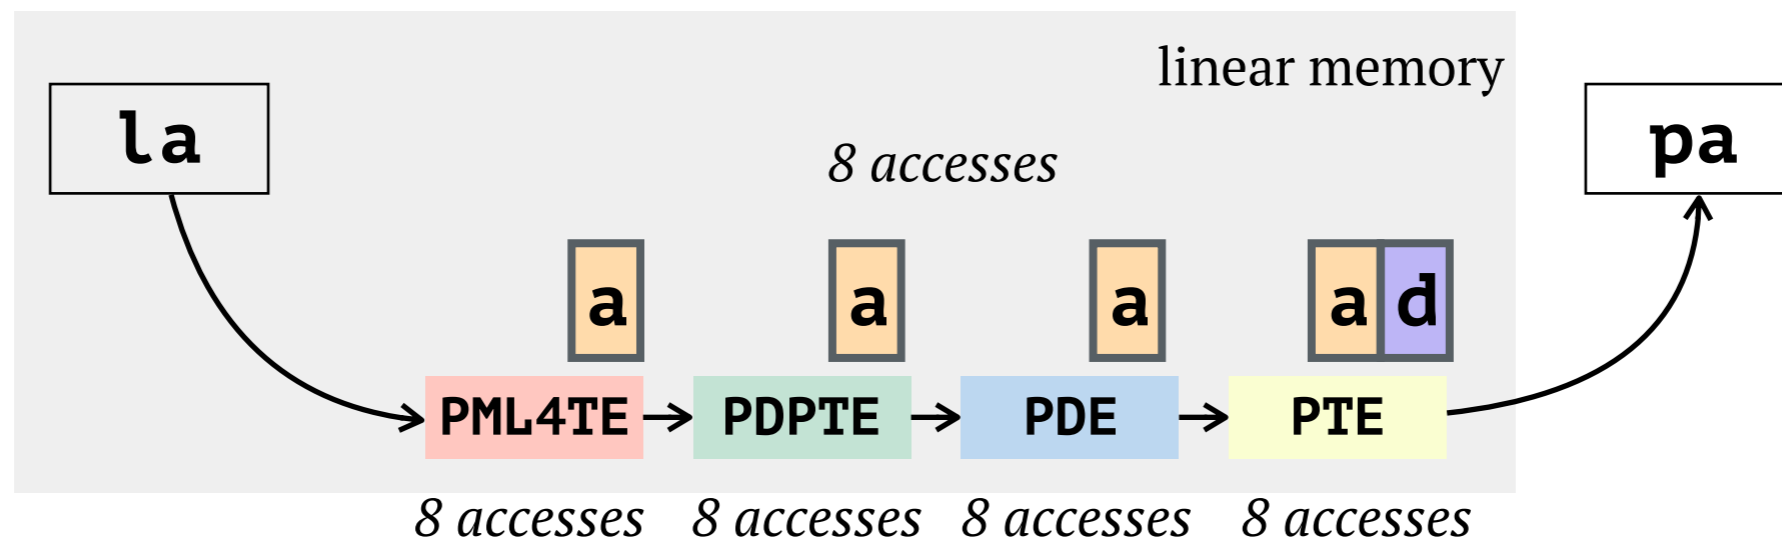 linear memory
la
pa
8 accesses
a
a
a
a d
PML4TE
PDPTE
PDE
PTE
8 accesses
8 accesses
8 accesses
8 accesses